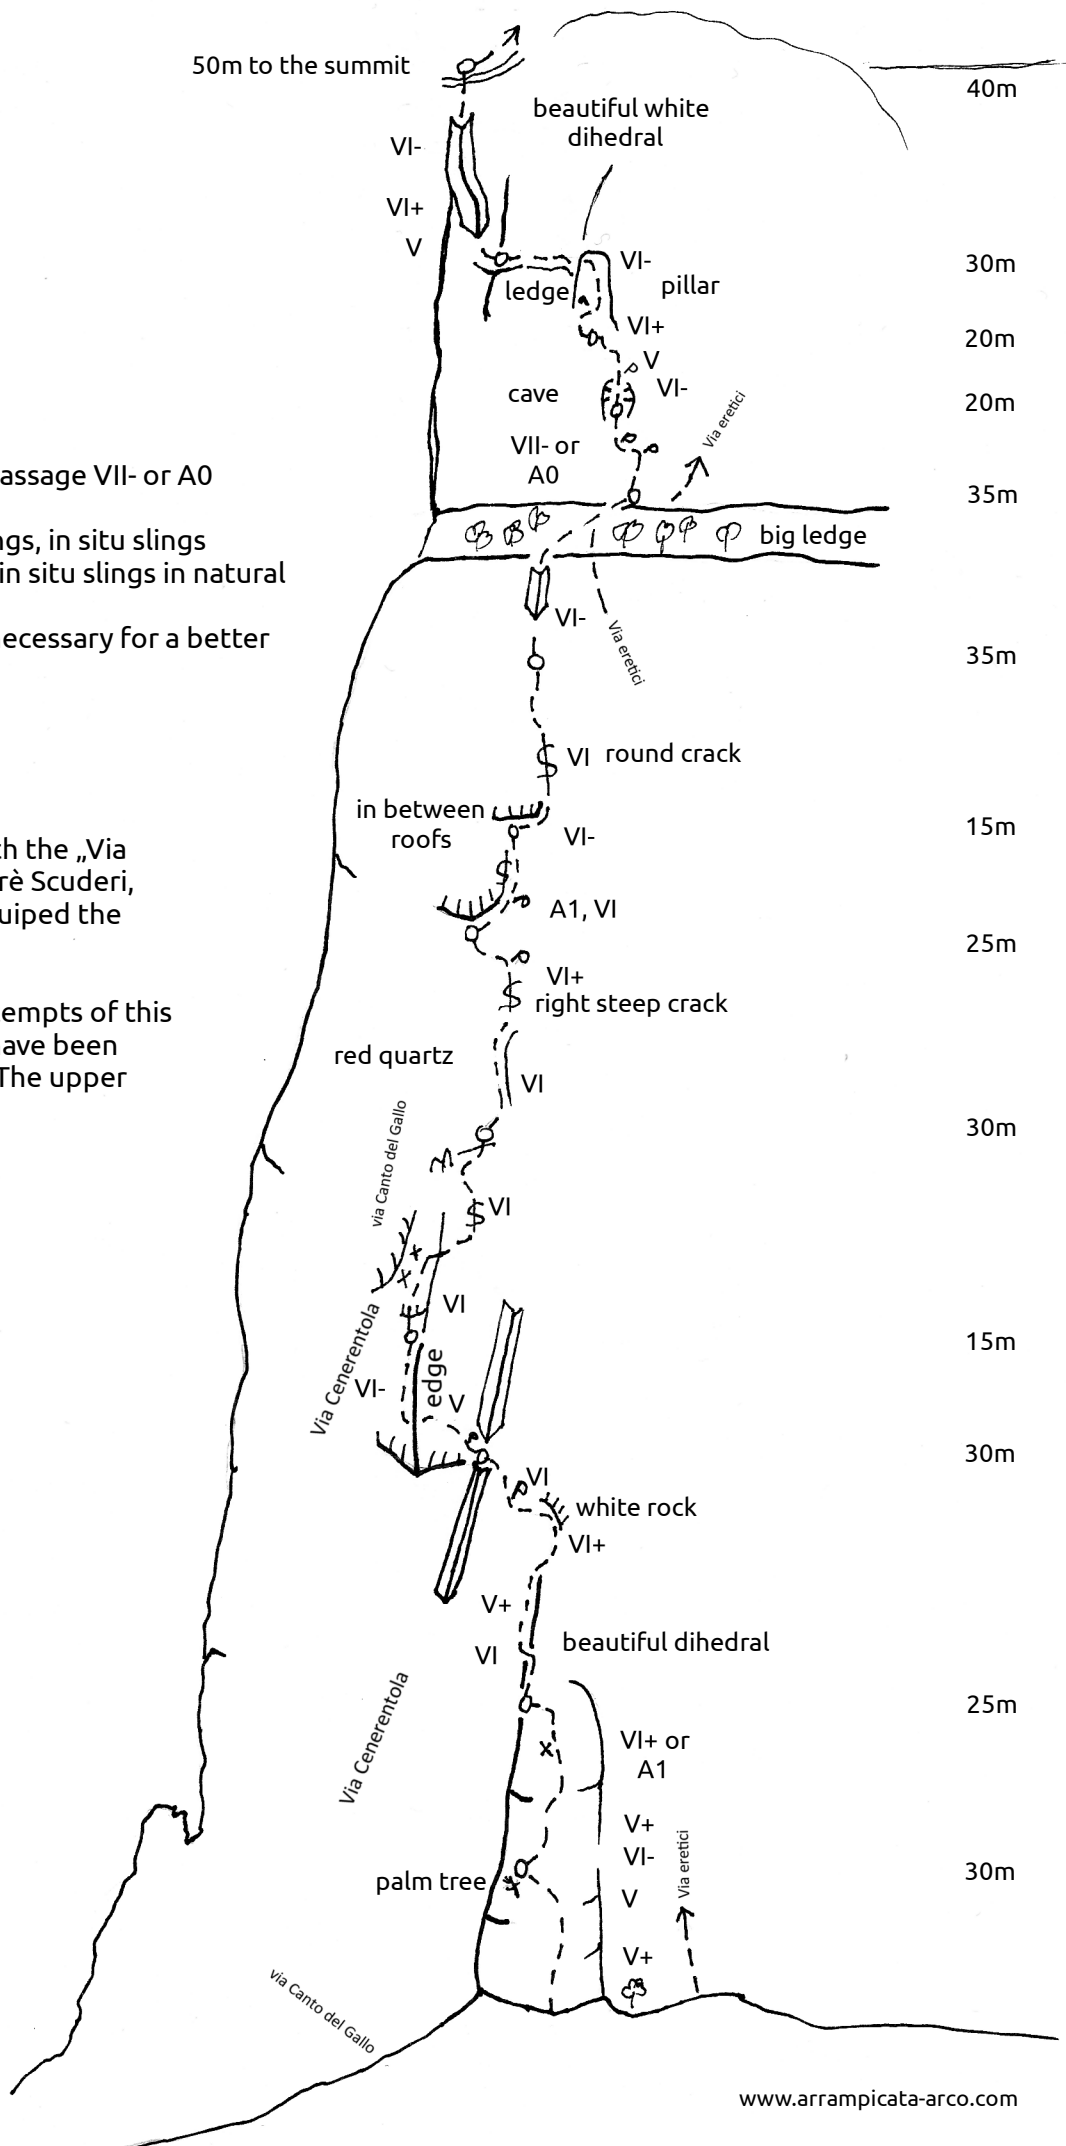 50m to the summit
40m
beautiful white
dihedral
VI-
VI+
V
VI-
30m
ledge
pillar
VI+
20m
V
cave
VI-
20m
Via eretici
VII- or
A0
assage VII- or A0
35m
ngs, in situ slings
big ledge
in situ slings in natural
VI-
ecessary for a better
Via eretici
35m
VI round crack
in between
roofs
VI-
15m
th the „Via
rè Scuderi,
uiped the
A1, VI
25m
VI+
right steep crack
empts of this
ave been
The upper
red quartz
VI
via Canto del Gallo
30m
VI
VI
Via Cenerentola
15m
edge
VI-
V
30m
VI
white rock
VI+
V+
VI
beautiful dihedral
Via Cenerentola
25m
VI+ or
A1
V+
VI-
Via eretici
30m
palm tree
V
V+
via Canto del Gallo
www.arrampicata-arco.com